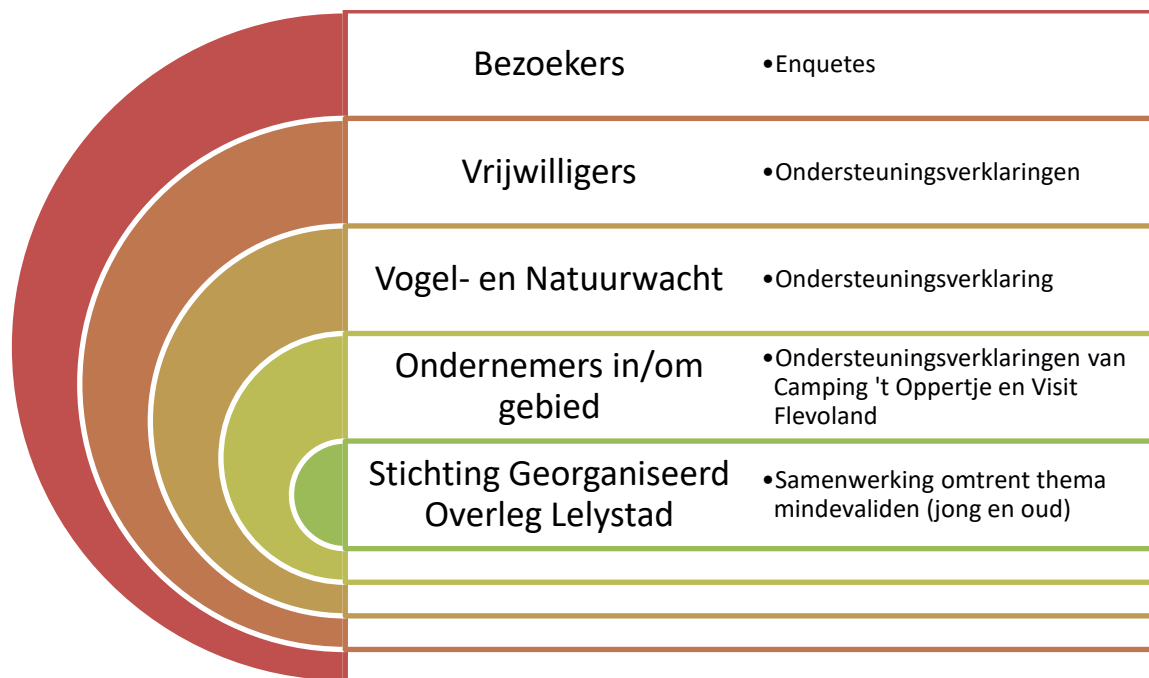 Bezoekers
•Enquetes
Vrijwilligers
•Ondersteuningsverklaringen
Vogel- en Natuurwacht
•Ondersteuningsverklaring
Ondernemers in/om
gebied
•Ondersteuningsverklaringen van
Camping 't Oppertje en Visit
Flevoland
Stichting Georganiseerd
Overleg Lelystad
•Samenwerking omtrent thema
mindevaliden (jong en oud)